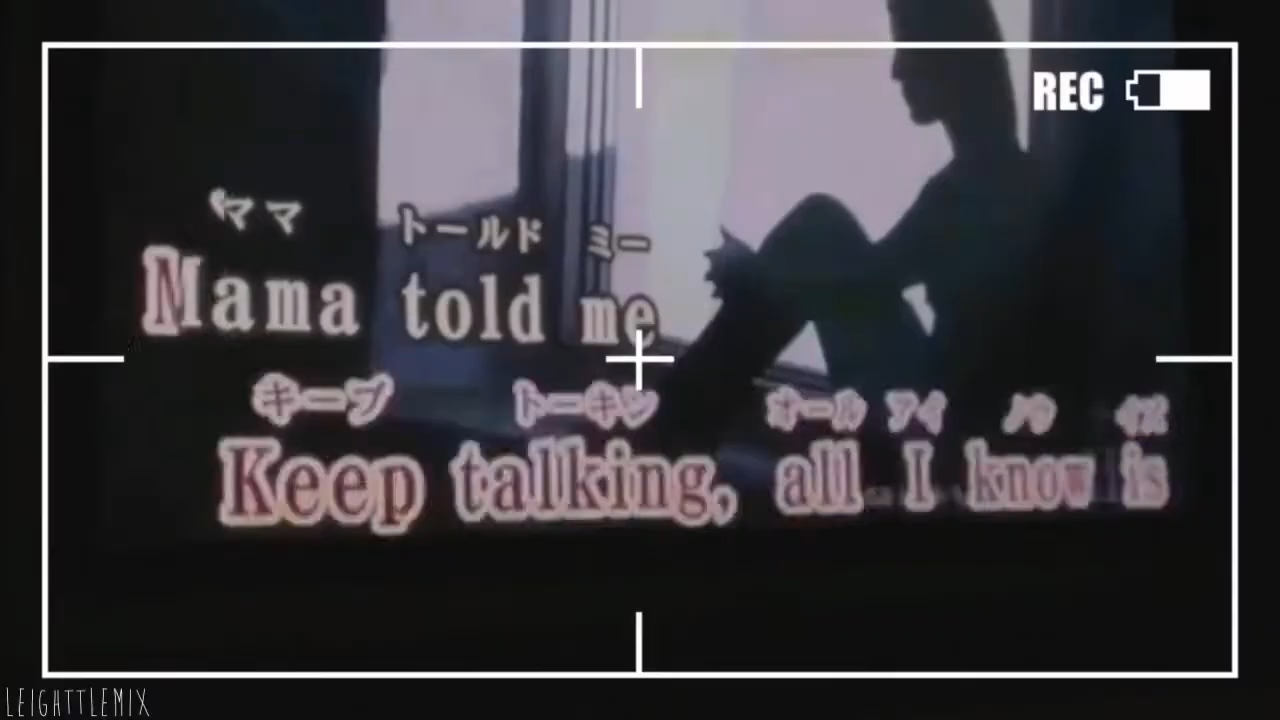 REC
ママ トールド ミー
Mama told me
キープ トーキン オール アイ ノウ イズ
Keep talking, all I know is
LEIGHTTLEMIX